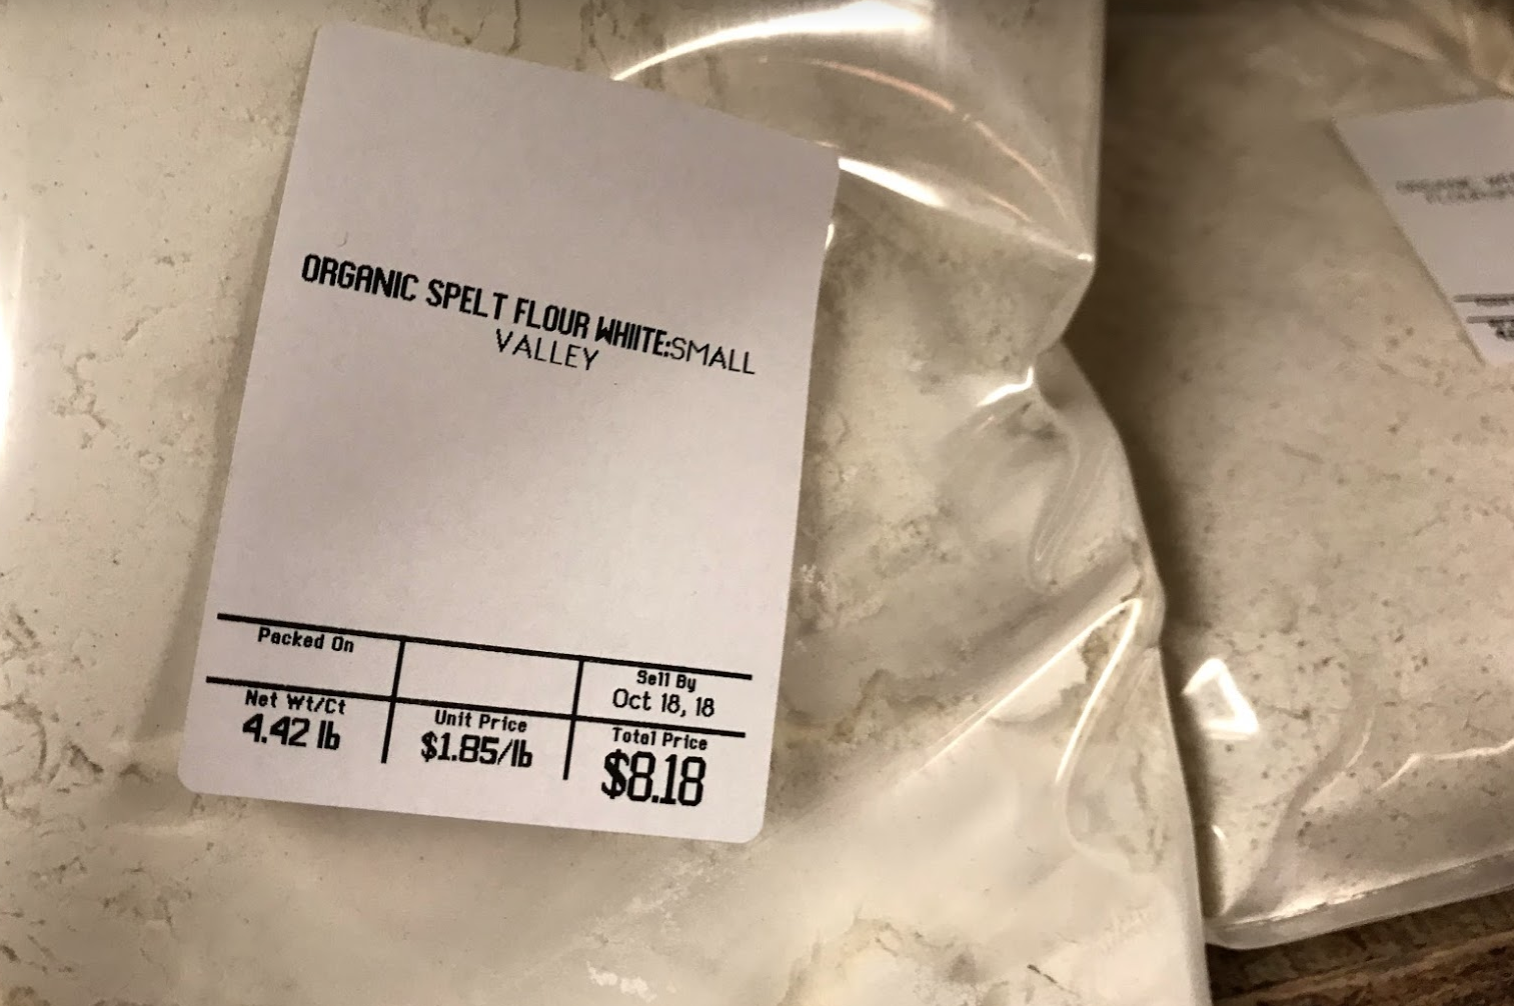 ORGANIC SPELT FLOUR WHIITE:SMALL
VALLEY
Packed On
Sell By
Oct 18, 18
Net Wt/Ct
4.42 lb
Unit Price
$1.85/lb
Total Price
$8.18
ORGANIC